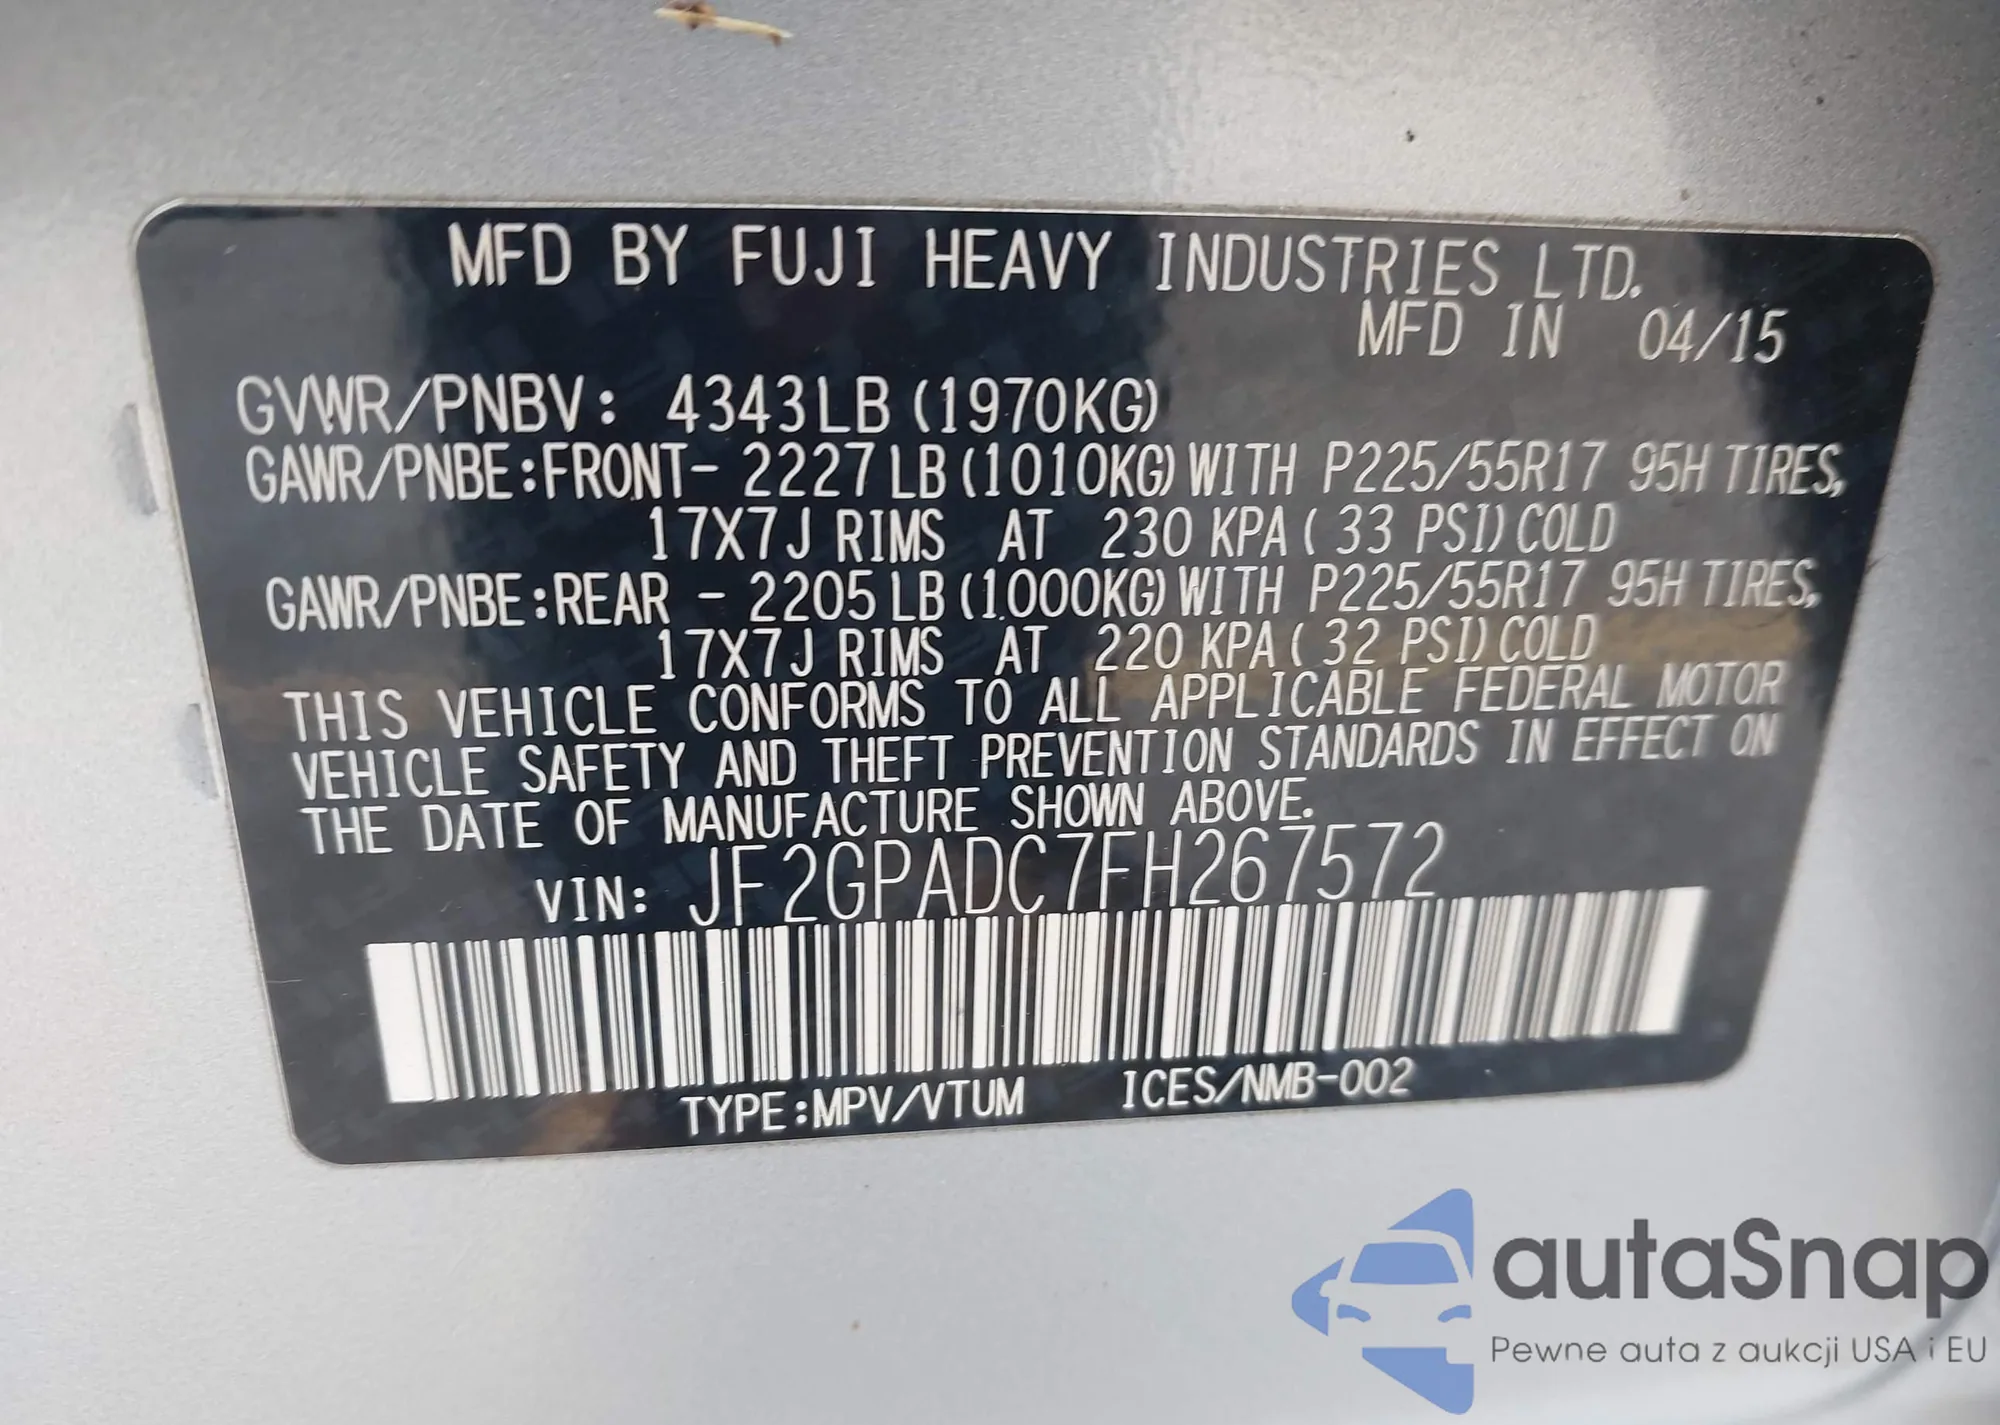 MFD BY FUJI HEAVY INDUSTRIES LTD.
MFD IN 04/15
GVWR/PNBV: 4343LB (1970KG)
GAWR/PNBE:FRONT- 2227LB (1010KG) WITH P225/55R17 95H TIRES,
17X7J RIMS AT 230 KPA ( 33 PSI) COLD
GAWR/PNBE:REAR - 2205LB (1000KG) WITH P225/55R17 95H TIRES,
17X7J RIMS AT 220 KPA ( 32 PSI) COLD
THIS VEHICLE CONFORMS TO ALL APPLICABLE FEDERAL MOTOR
VEHICLE SAFETY AND THEFT PREVENTION STANDARDS IN EFFECT ON
THE DATE OF MANUFACTURE SHOWN ABOVE.
VIN: JF2GPADC7FH267572
TYPE:MPV/VTUM ICES/NMB-002
autaSnap
Pewne auta z aukcji USA i EU